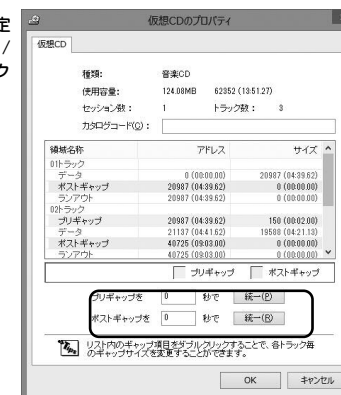 定
/
ク
仮想CDのプロパティ
仮想CD
種類： 音楽CD
使用容量： 124.08MB 62352 (13:51.27)
セッション数： 1 トラック数： 3
カタログコード(C)：
領域名称 アドレス サイズ
01トラック
データ 0 (00:00.00) 20987 (04:39.62)
ポストギャップ 20987 (04:39.62) 0 (00:00.00)
ランアウト 20987 (04:39.62) 0 (00:00.00)
02トラック
プリギャップ 20987 (04:39.62) 150 (00:02.00)
データ 21137 (04:41.62) 19588 (04:21.13)
ポストギャップ 40725 (09:03.00) 0 (00:00.00)
ランアウト 40725 (09:03.00) 0 (00:00.00)
プリギャップ ポストギャップ
プリギャップを 0 秒で 統一(P)
ポストギャップを 0 秒で 統一(R)
リスト内のギャップ項目をダブルクリックすることで、各トラック毎
のギャップサイズを変更することができます。
OK キャンセル